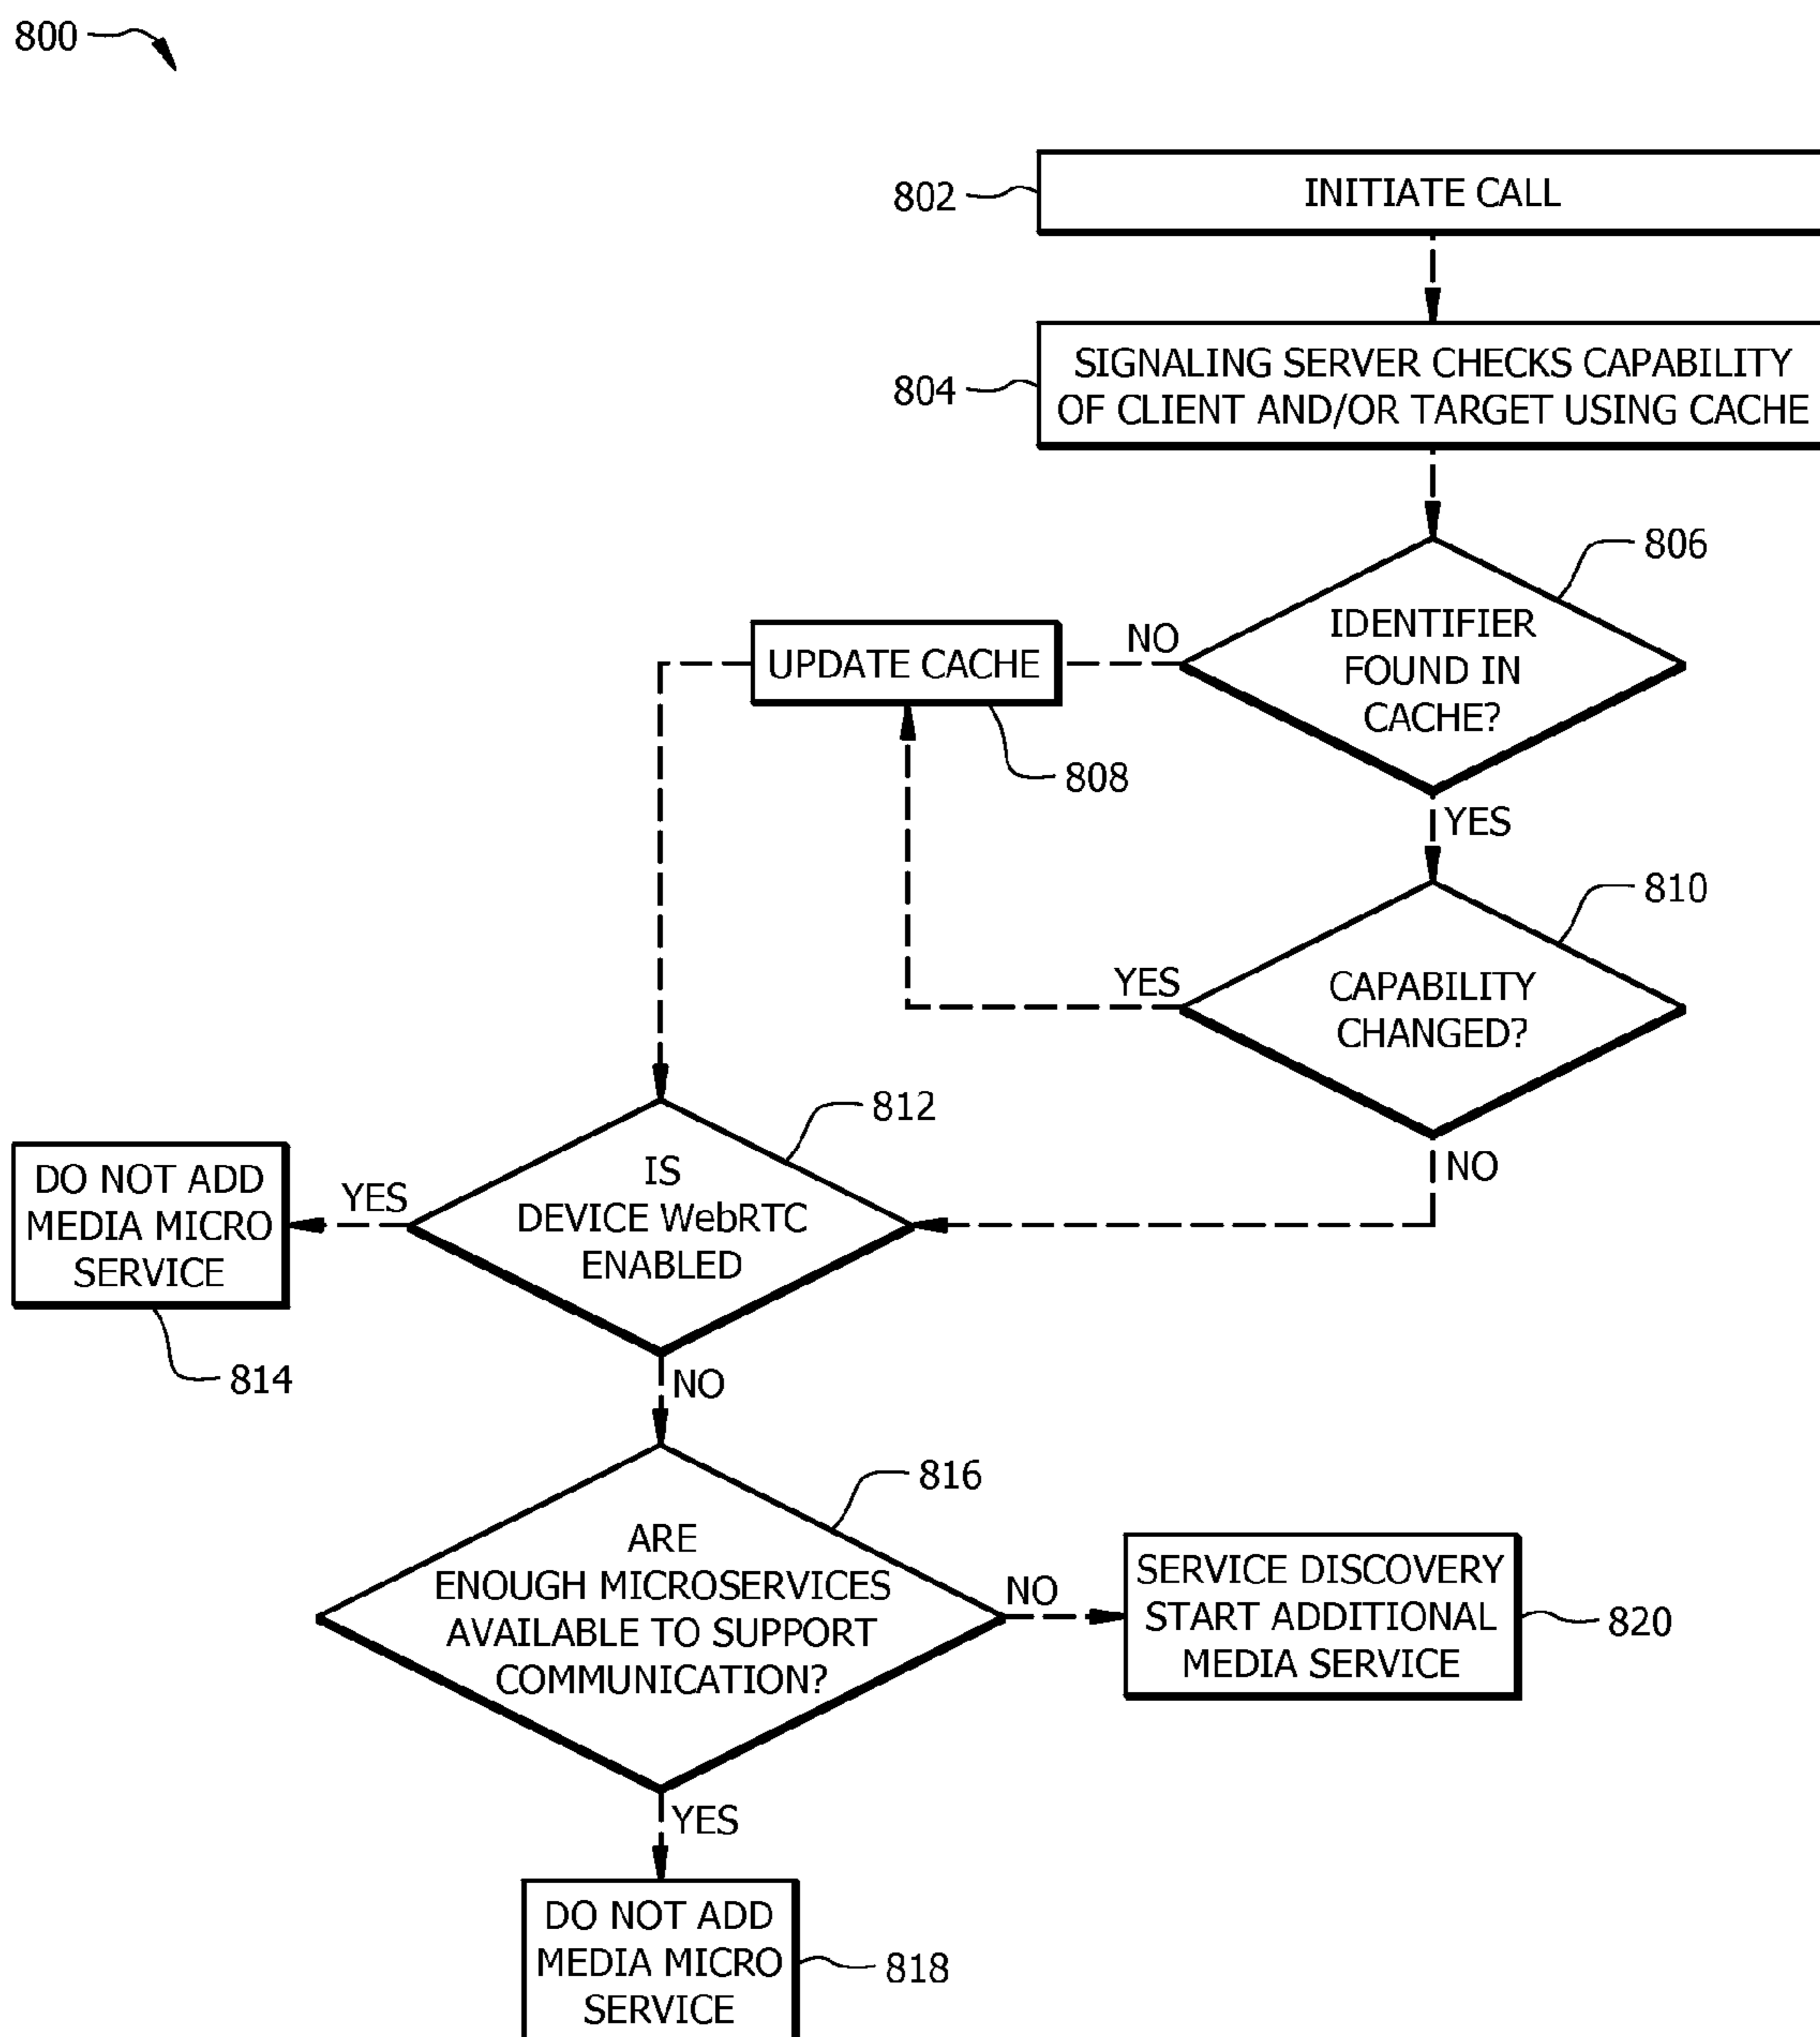 800
802
INITIATE CALL
804
SIGNALING SERVER CHECKS CAPABILITY
OF CLIENT AND/OR TARGET USING CACHE
806
IDENTIFIER
FOUND IN
CACHE?
NO
UPDATE CACHE
808
YES
810
CAPABILITY
CHANGED?
YES
NO
812
IS
DEVICE WebRTC
ENABLED
YES
DO NOT ADD
MEDIA MICRO
SERVICE
814
NO
816
ARE
ENOUGH MICROSERVICES
AVAILABLE TO SUPPORT
COMMUNICATION?
NO
SERVICE DISCOVERY
START ADDITIONAL
MEDIA SERVICE
820
YES
DO NOT ADD
MEDIA MICRO
SERVICE
818